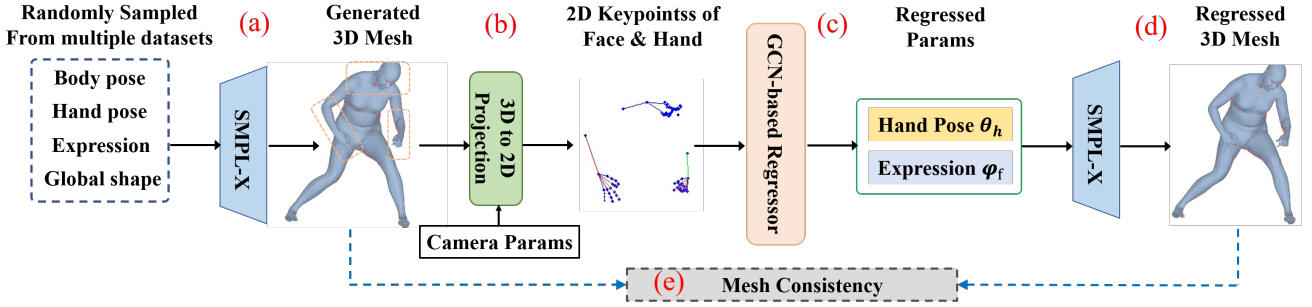 Randomly Sampled
From multiple datasets
Body pose
Hand pose
Expression
Global shape
(a)
SMPL-X
Generated
3D Mesh
(b)
3D to 2D
Projection
Camera Params
2D Keypointss of
Face & Hand
GCN-based Regressor
(c)
Regressed
Params
Hand Pose θh
Expression φf
(d)
SMPL-X
Regressed
3D Mesh
(e)
Mesh Consistency